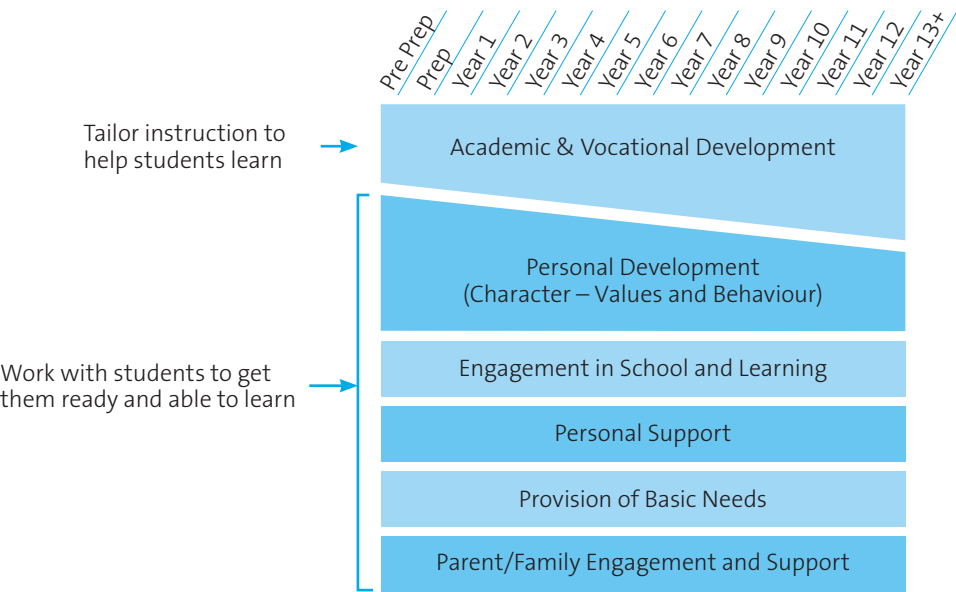 Pre Prep
Prep
Year 1
Year 2
Year 3
Year 4
Year 5
Year 6
Year 7
Year 8
Year 9
Year 10
Year 11
Year 12
Year 13+
Tailor instruction to
help students learn
Academic & Vocational Development
Personal Development
(Character – Values and Behaviour)
Work with students to get
them ready and able to learn
Engagement in School and Learning
Personal Support
Provision of Basic Needs
Parent/Family Engagement and Support